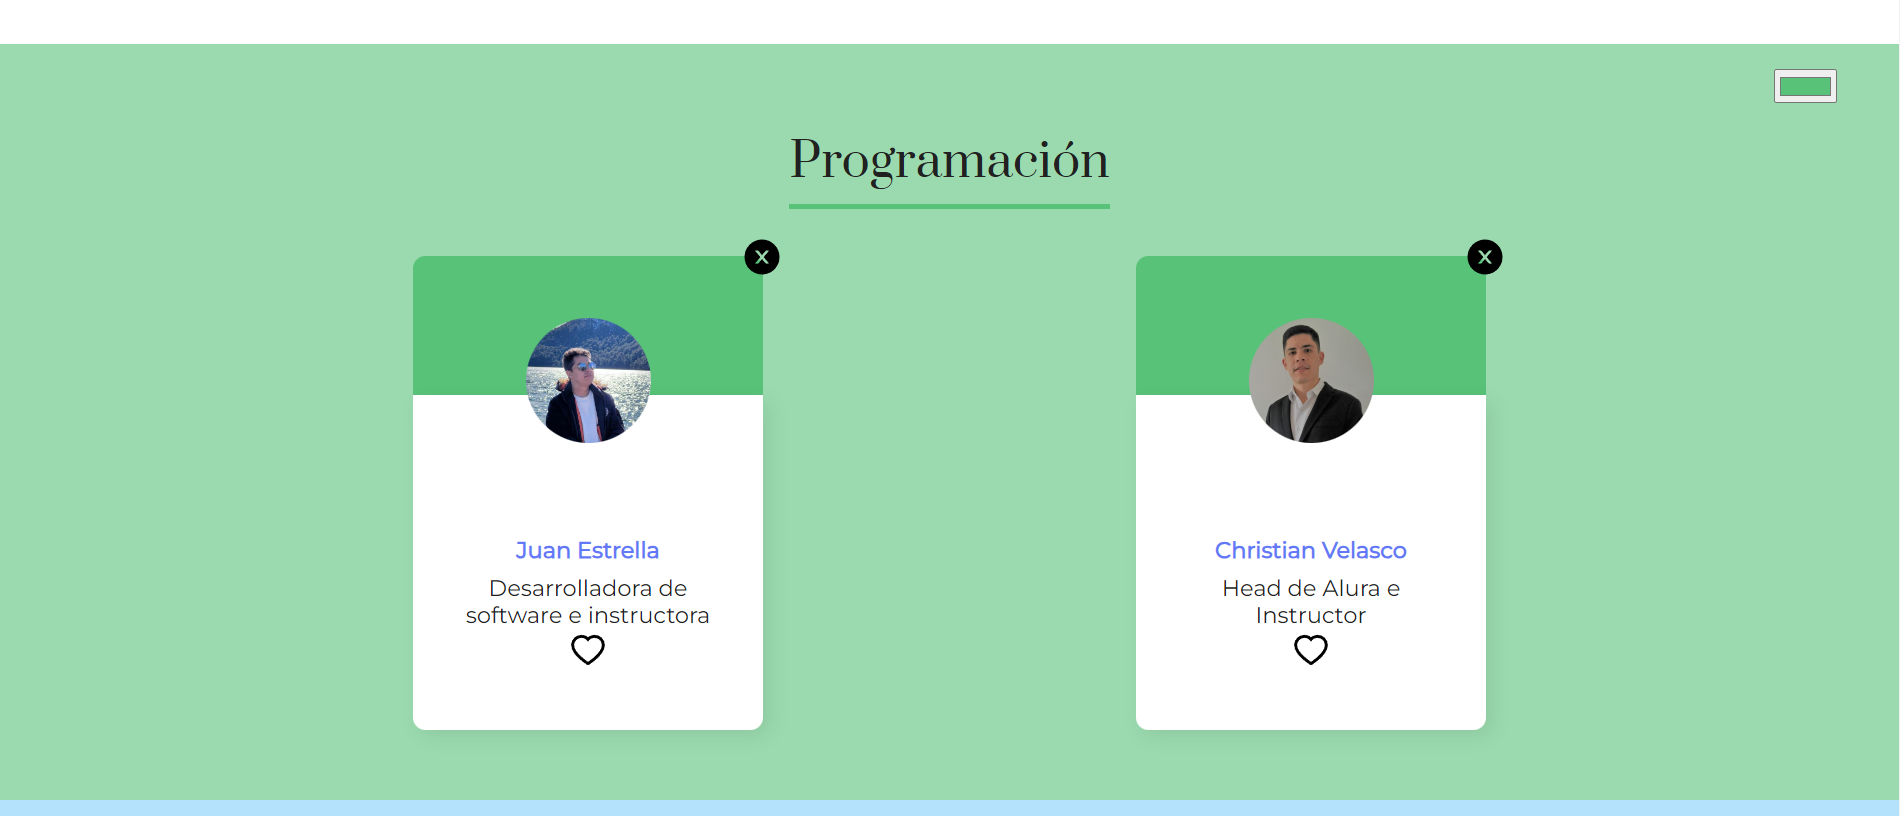 Programación
X
X
Juan Estrella
Desarrolladora de
software e instructora
Christian Velasco
Head de Alura e
Instructor